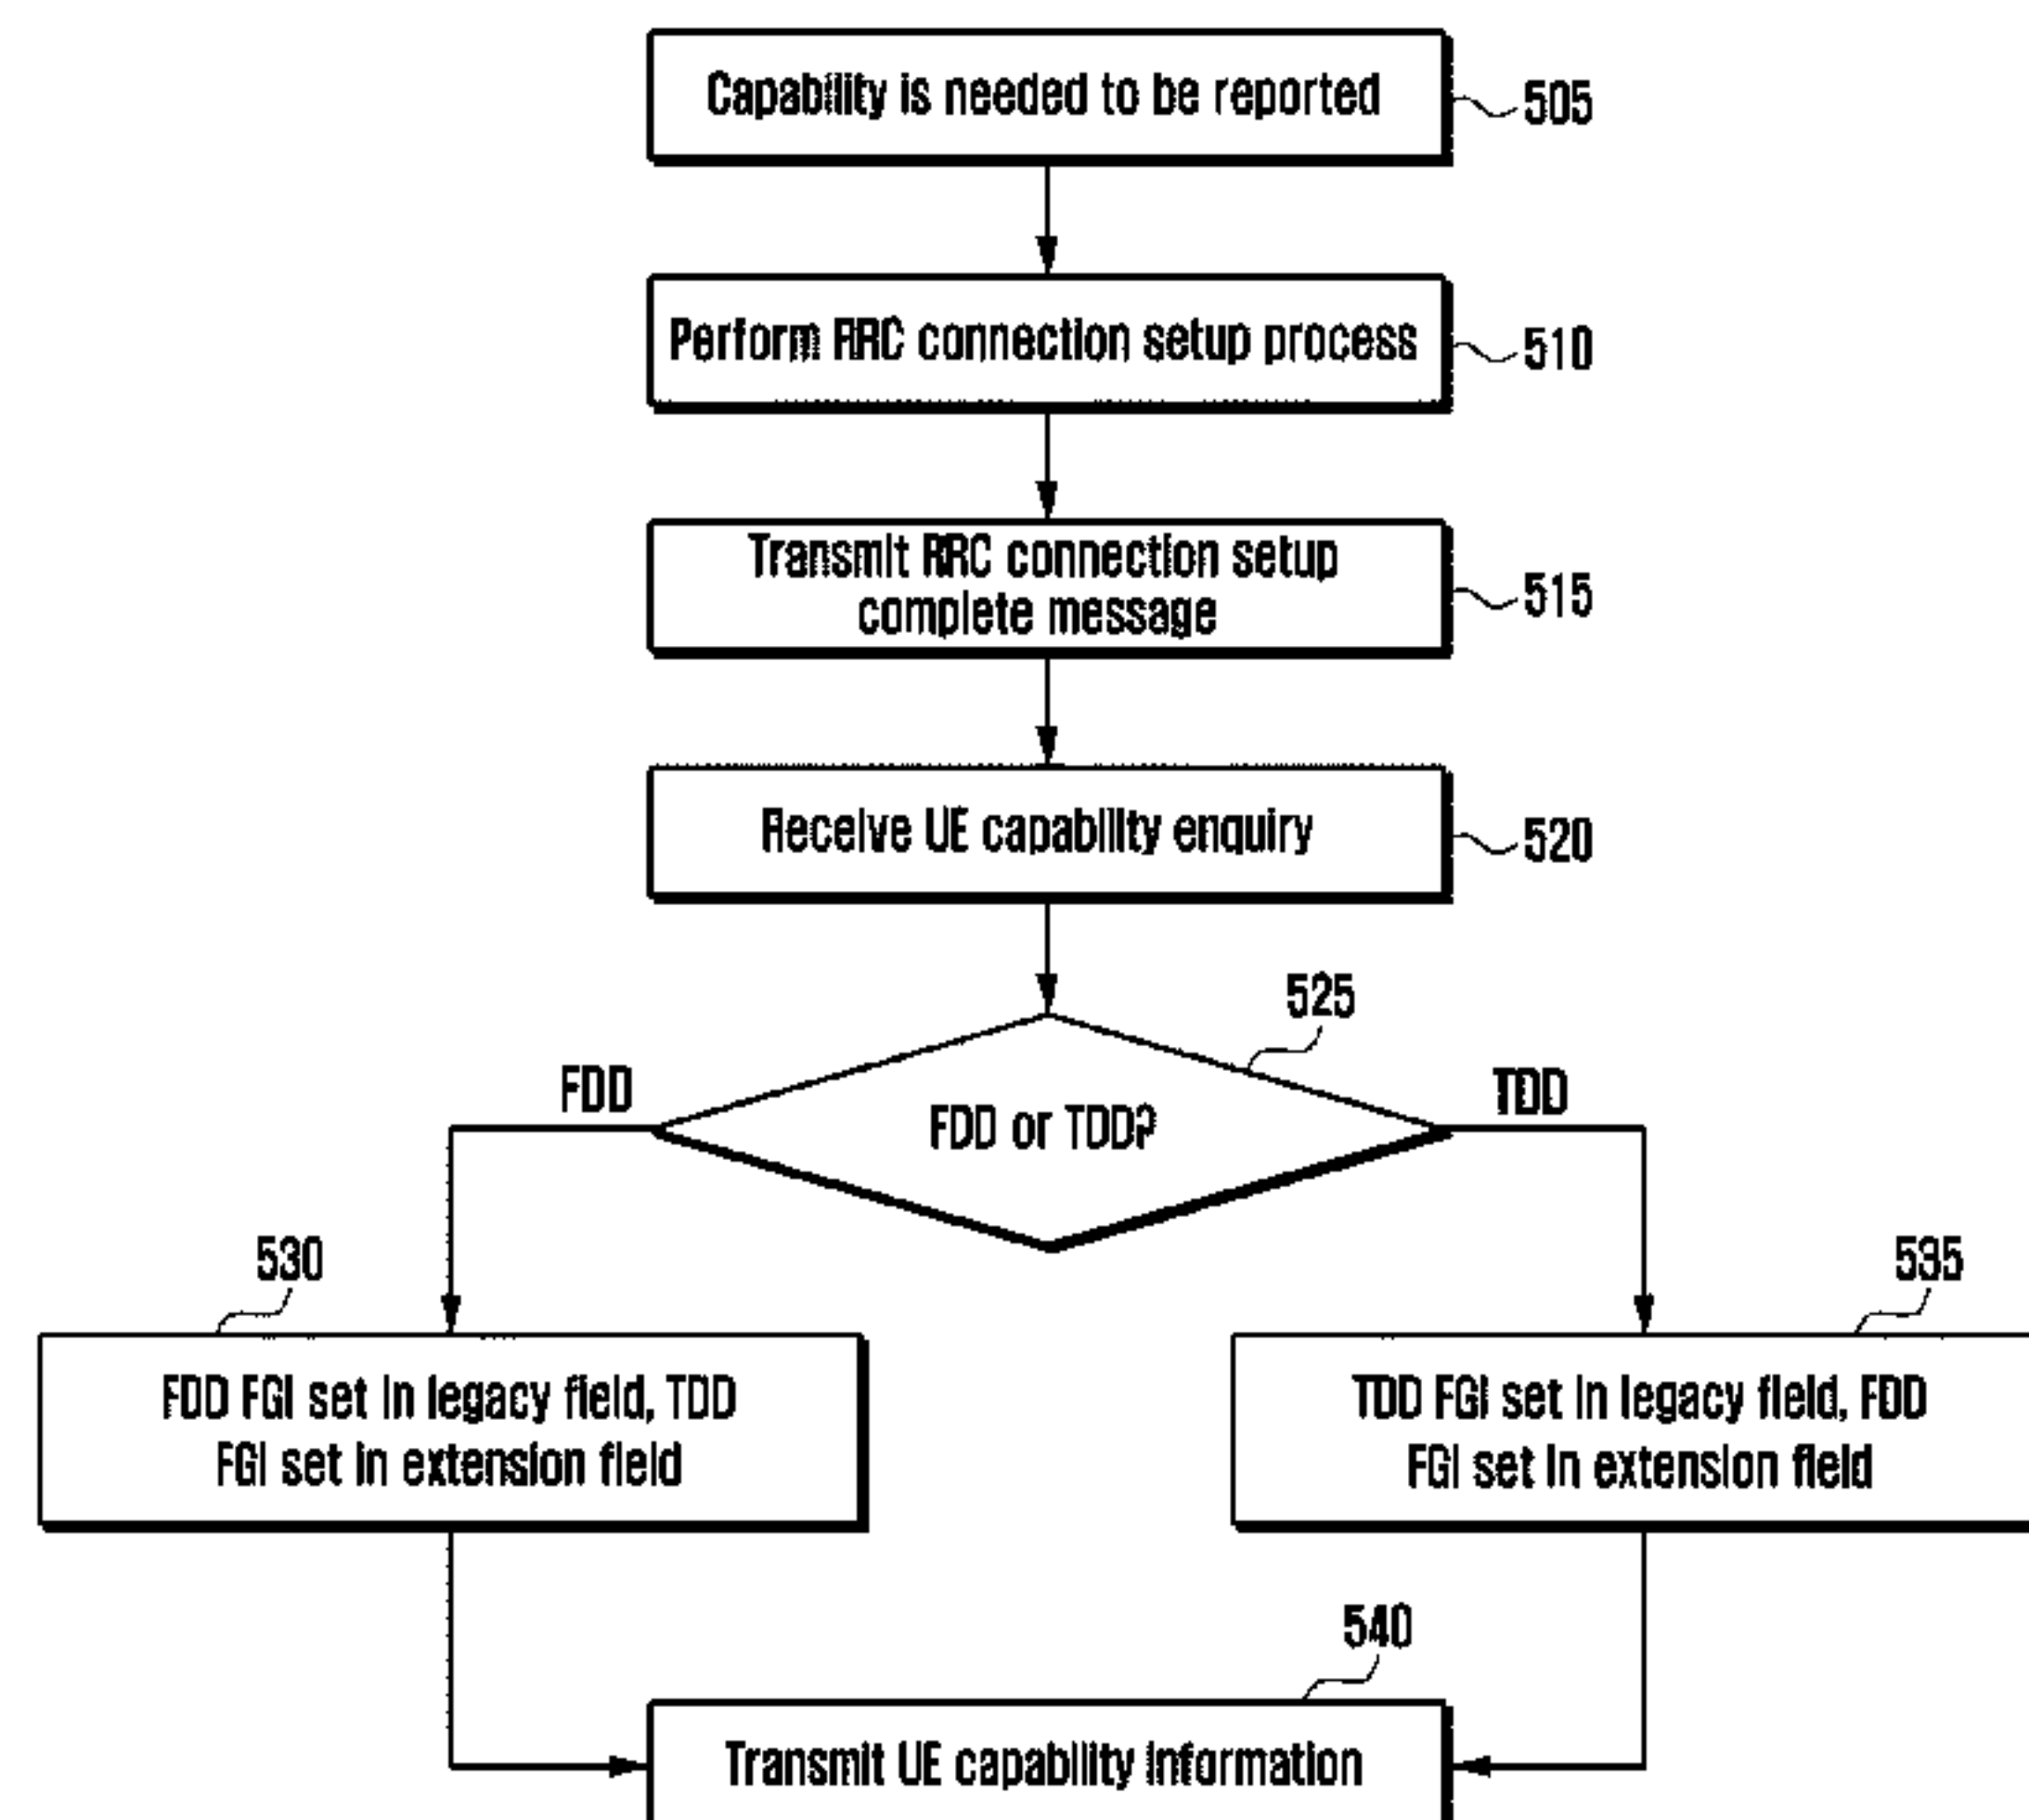 Capability is needed to be reported
505
Perform RRC connection setup process
510
Transmit RRC connection setup
complete message
515
Receive UE capability enquiry
520
525
FDD
FDD or TDD?
TDD
530
535
FDD FGI set in legacy field, TDD
FGI set in extension field
TDD FGI set in legacy field, FDD
FGI set in extension field
540
Transmit UE capability information